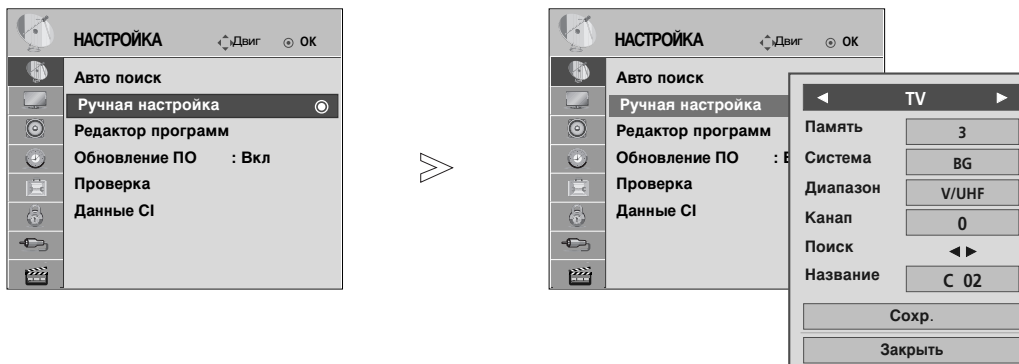 НАСТРОЙКА Двиг OK
Авто поиск
Ручная настройка
Редактор программ
Обновление ПО : Вкл
Проверка
Данные CI
НАСТРОЙКА Двиг OK
Авто поиск
Ручная настройка
Редактор программ
Обновление ПО : В
Проверка
Данные CI
◄ TV ►
Память 3
Система BG
Диапазон V/UHF
Канап 0
Поиск ◄ ►
Название C 02
Сохр.
Закрыть